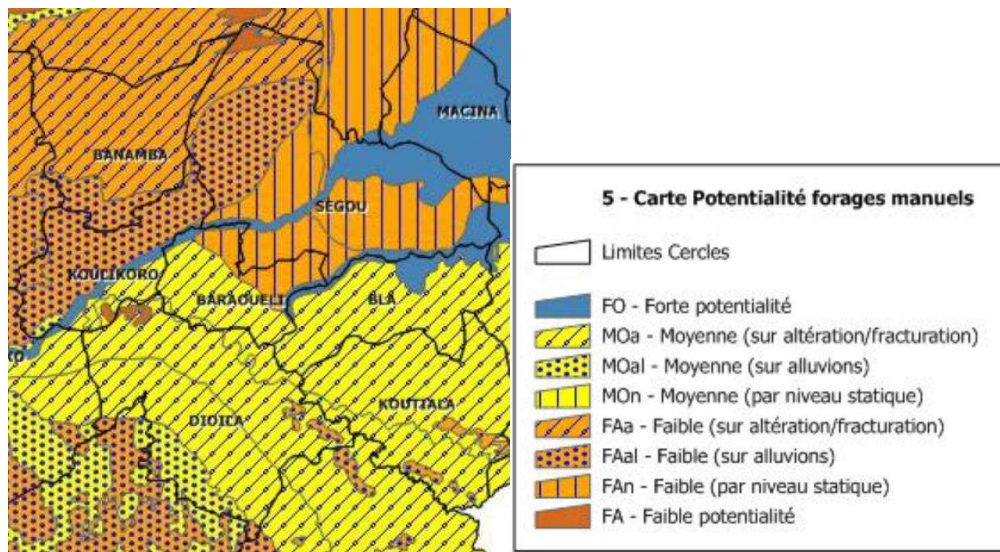 MACINA
BANAMBA
SEGOU
KOULIKORO
BARAOUELI
BLA
KO
KOUTIALA
DIOILA
5 - Carte Potentialité forages manuels
Limites Cercles
FO - Forte potentialité
MOa - Moyenne (sur altération/fracturation)
MOal - Moyenne (sur alluvions)
MOn - Moyenne (par niveau statique)
FAa - Faible (sur altération/fracturation)
FAal - Faible (sur alluvions)
FAn - Faible (par niveau statique)
FA - Faible potentialité